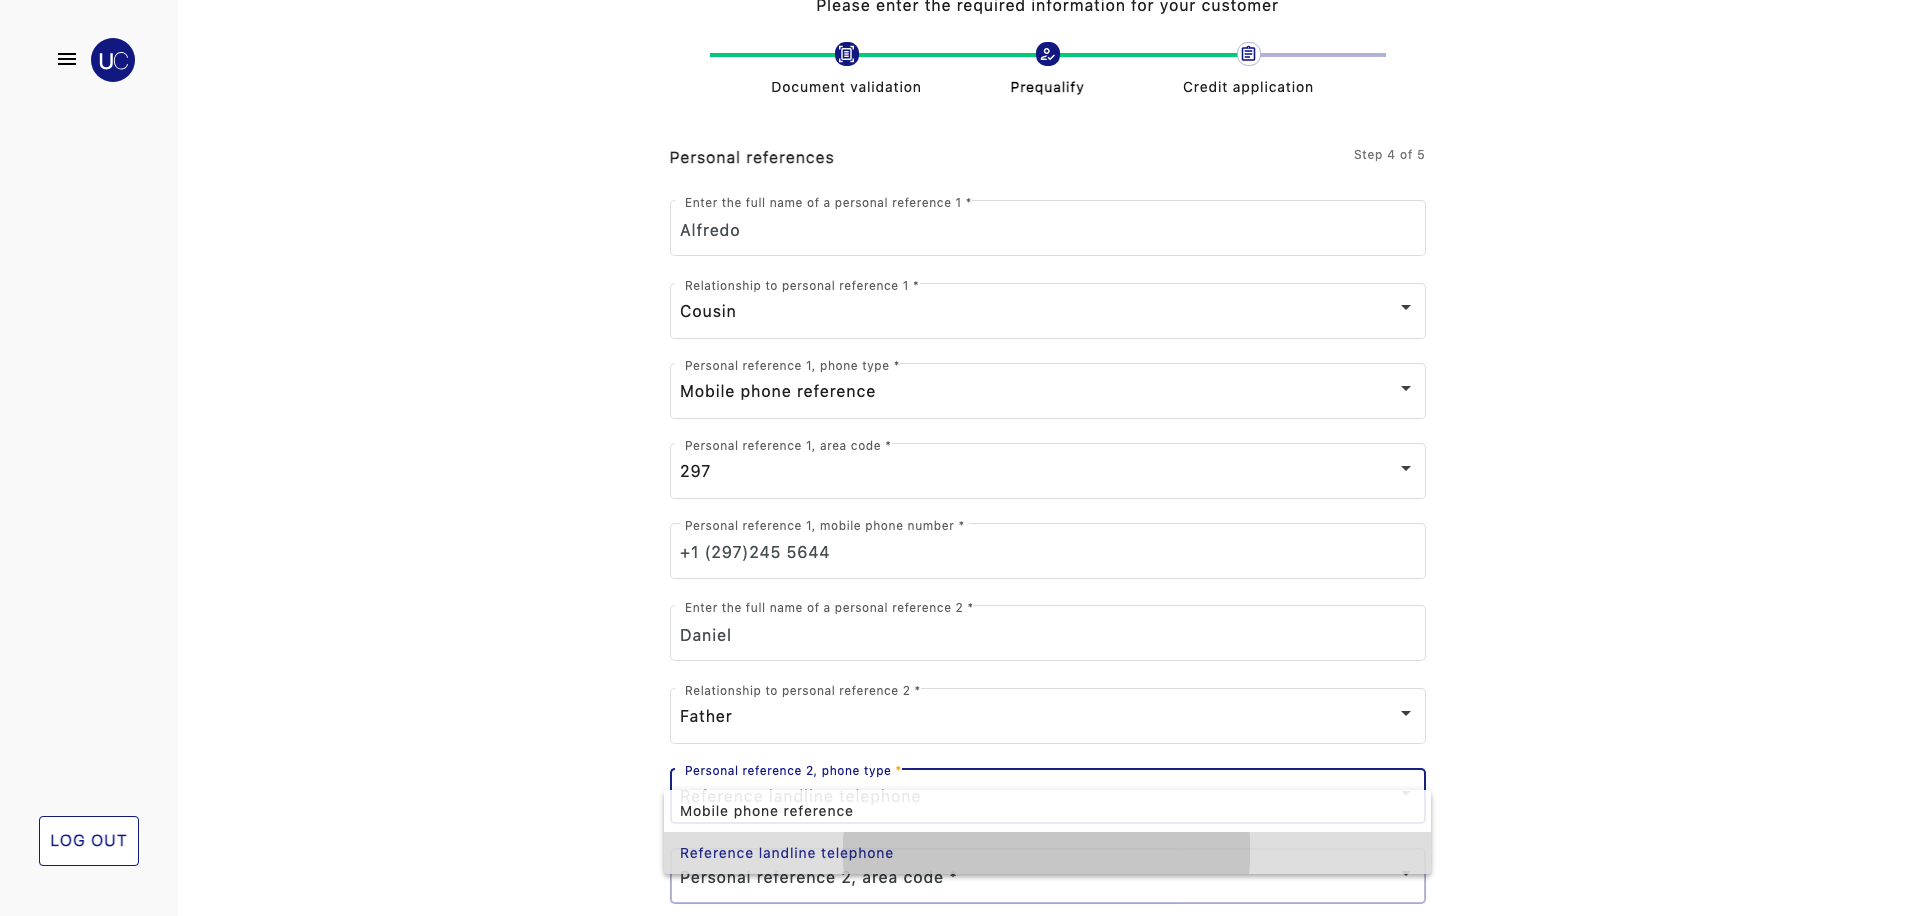 Please enter the required information for your customer
UC
Document validation
Prequalify
Credit application
Personal references
Step 4 of 5
Enter the full name of a personal reference 1 *
Alfredo
Relationship to personal reference 1 *
Cousin
Personal reference 1, phone type *
Mobile phone reference
Personal reference 1, area code *
297
Personal reference 1, mobile phone number *
+1 (297)245 5644
Enter the full name of a personal reference 2 *
Daniel
Relationship to personal reference 2 *
Father
Personal reference 2, phone type *
Reference landline telephone
Mobile phone reference
Reference landline telephone
Personal reference 2, area code *
LOG OUT